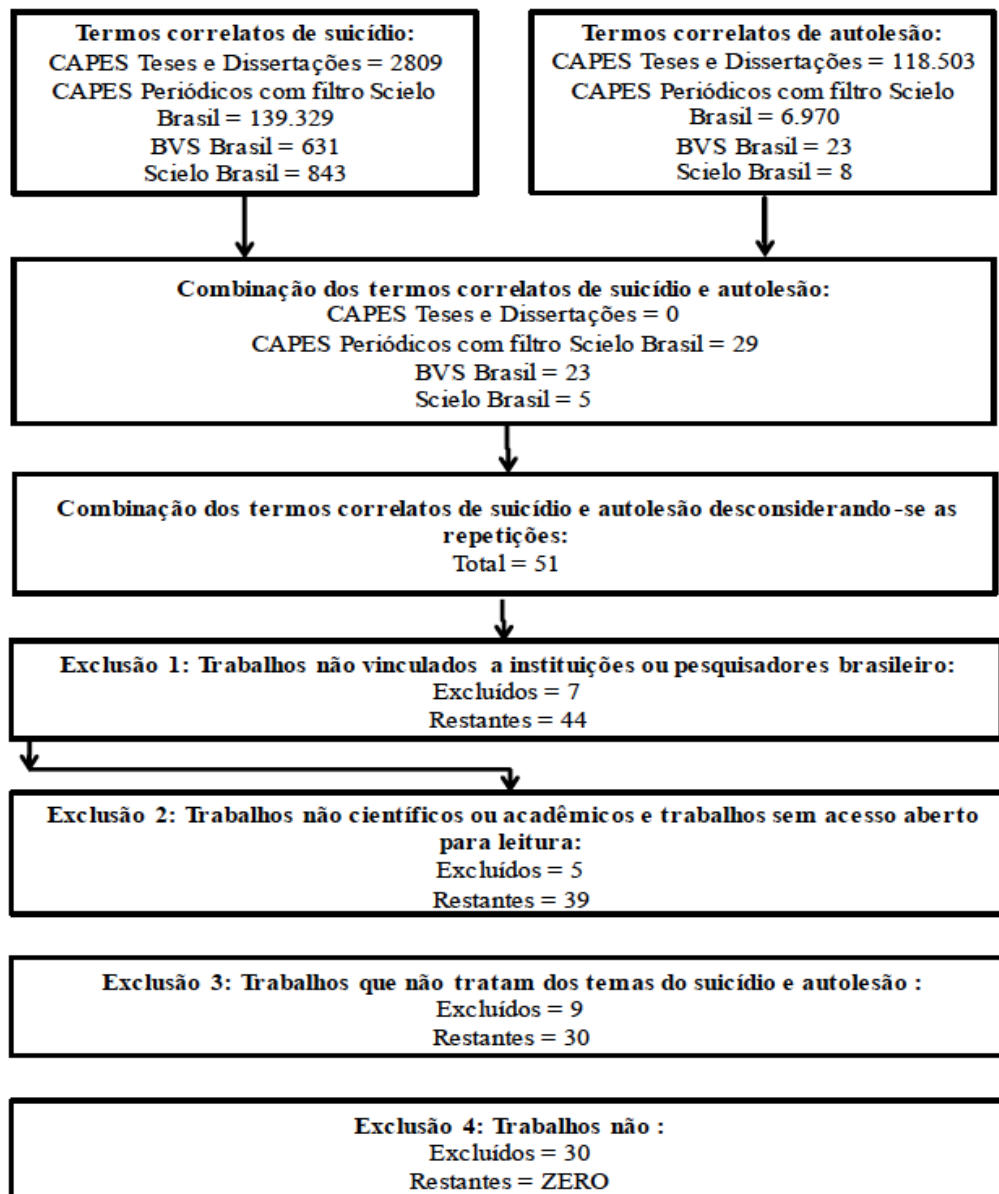 Termos correlatos de suicídio:
CAPES Teses e Dissertações = 2809
CAPES Periódicos com filtro Scielo
Brasil = 139.329
BVS Brasil = 631
Scielo Brasil = 843
Termos correlatos de autolesão:
CAPES Teses e Dissertações = 118.503
CAPES Periódicos com filtro Scielo
Brasil = 6.970
BVS Brasil = 23
Scielo Brasil = 8
Combinação dos termos correlatos de suicídio e autolesão:
CAPES Teses e Dissertações = 0
CAPES Periódicos com filtro Scielo Brasil = 29
BVS Brasil = 23
Scielo Brasil = 5
Combinação dos termos correlatos de suicídio e autolesão desconsiderando-se as
repetições:
Total = 51
Exclusão 1: Trabalhos não vinculados a instituições ou pesquisadores brasileiro:
Excluídos = 7
Restantes = 44
Exclusão 2: Trabalhos não científicos ou acadêmicos e trabalhos sem acesso aberto
para leitura:
Excluídos = 5
Restantes = 39
Exclusão 3: Trabalhos que não tratam dos temas do suicídio e autolesão :
Excluídos = 9
Restantes = 30
Exclusão 4: Trabalhos não :
Excluídos = 30
Restantes = ZERO